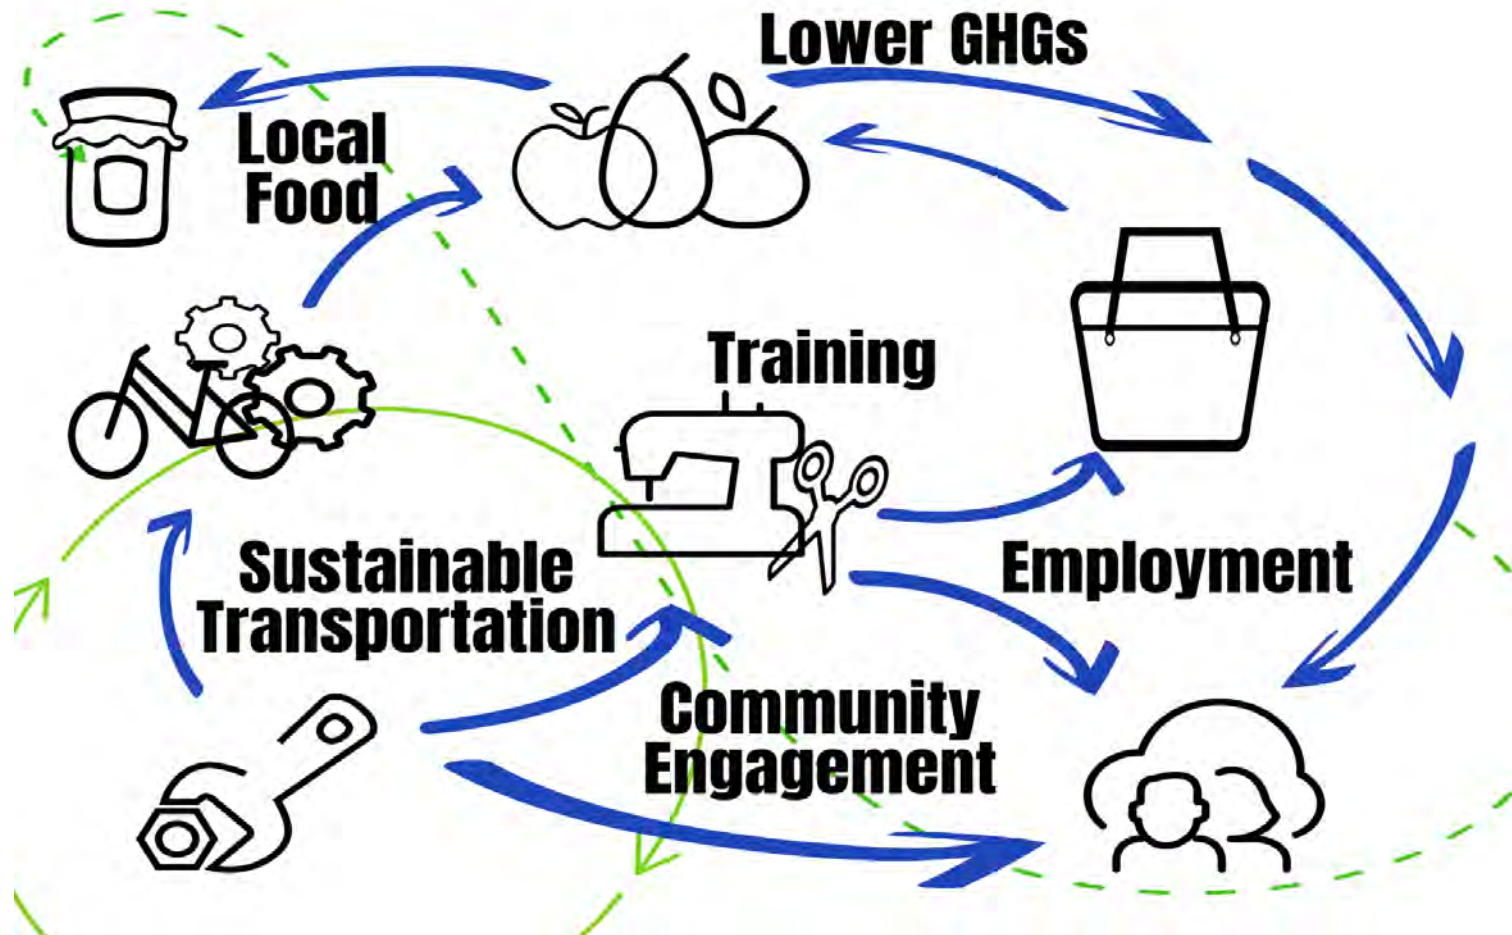 Lower GHGs
Local
Food
Training
Sustainable
Transportation
Employment
Community
Engagement